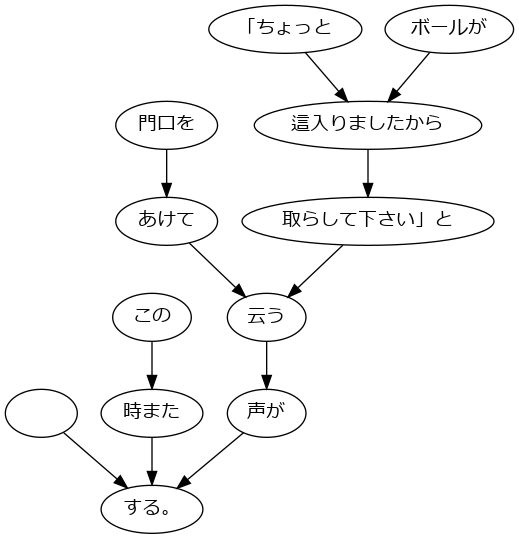 「ちょっと
ボールが
門口を
這入りましたから
あけて
取らして下さい」と
この
云う
時また
声が
する。